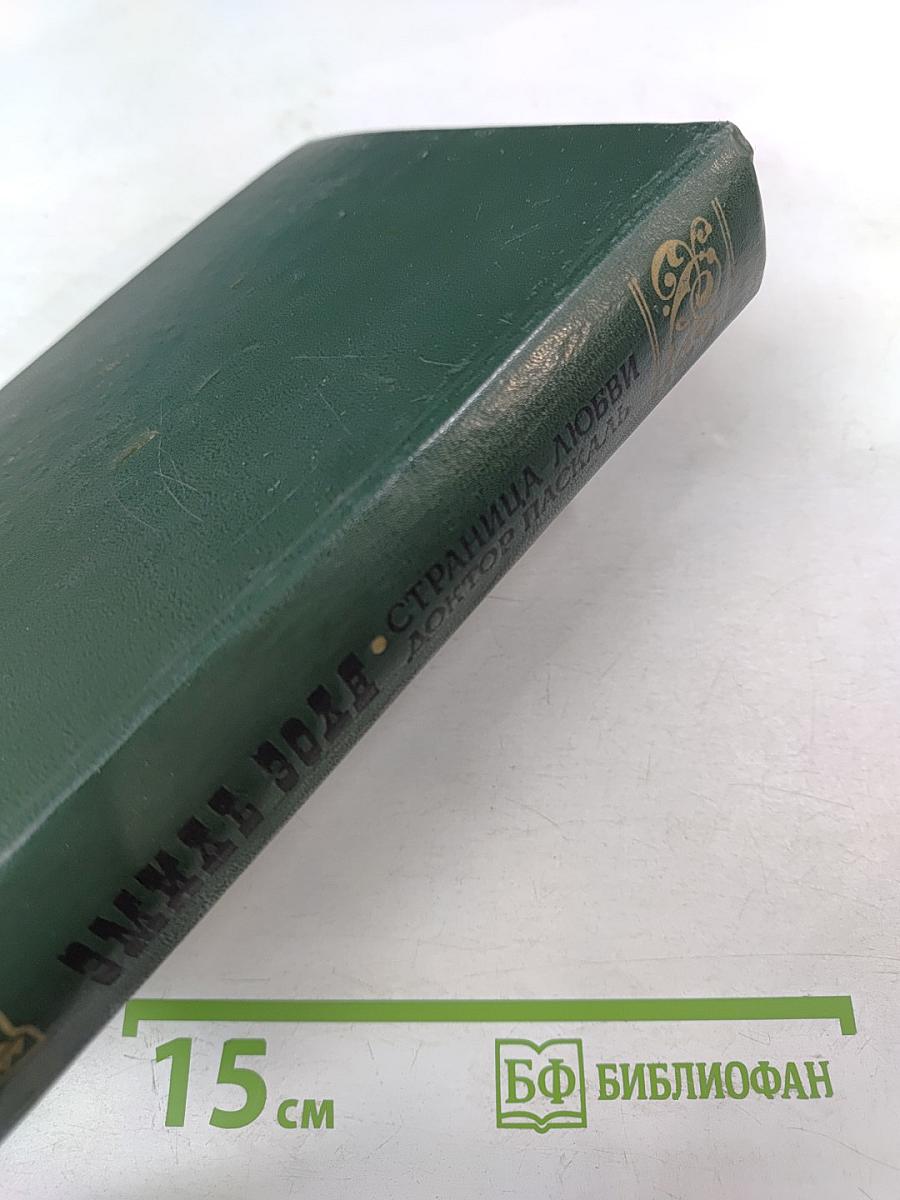 ЭМИЛЬ ЗОЛЯ • СТРАНИЦА ЛЮБВИ
ДОКТОР ПАСКАЛЬ
15 см
БФ БИБЛИОФАН